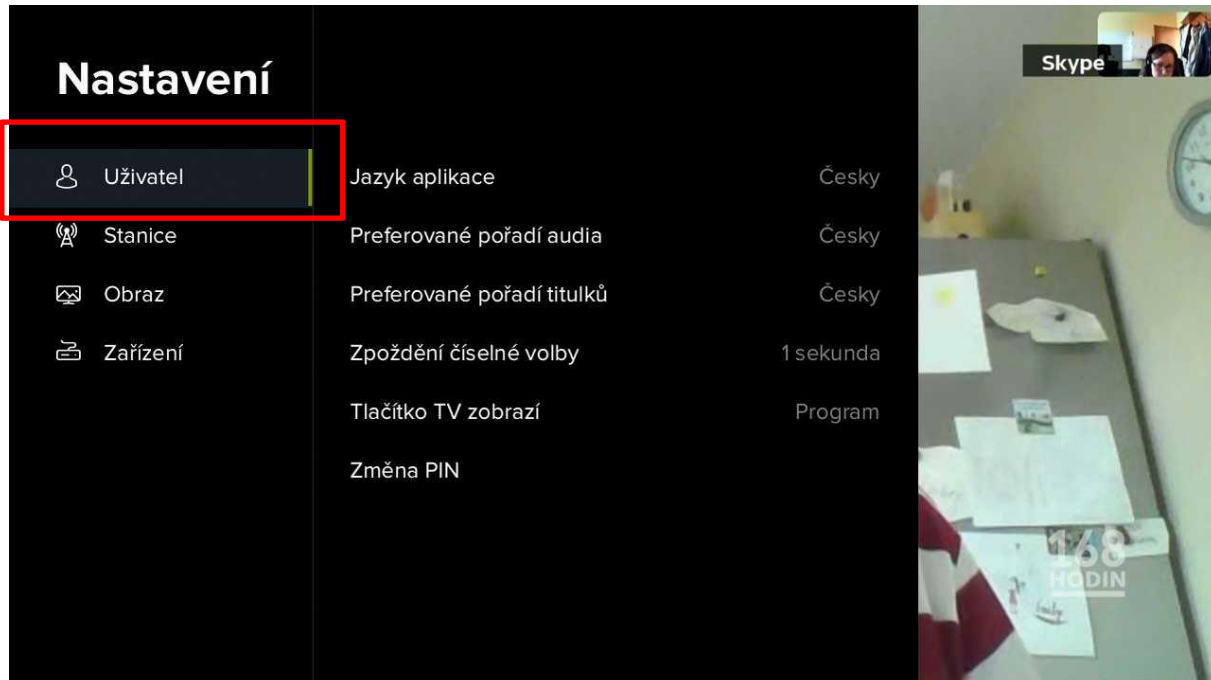 Nastavení
Uživatel
Stanice
Obraz
Zařízení
Jazyk aplikace Česky
Preferované pořadí audia Česky
Preferované pořadí titulků Česky
Zpoždění číselné volby 1 sekunda
Tlačítko TV zobrazí Program
Změna PIN
Skype
168
HODIN